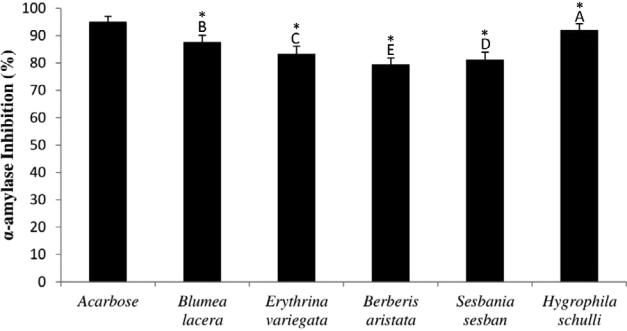 α-amylase Inhibition (%)
100
90
80
70
60
50
40
30
20
10
0
*
B
*
C
*
E
*
D
*
A
Acarbose
Blumea
lacera
Erythrina
variegata
Berberis
aristata
Sesbania
sesban
Hygrophila
schulli